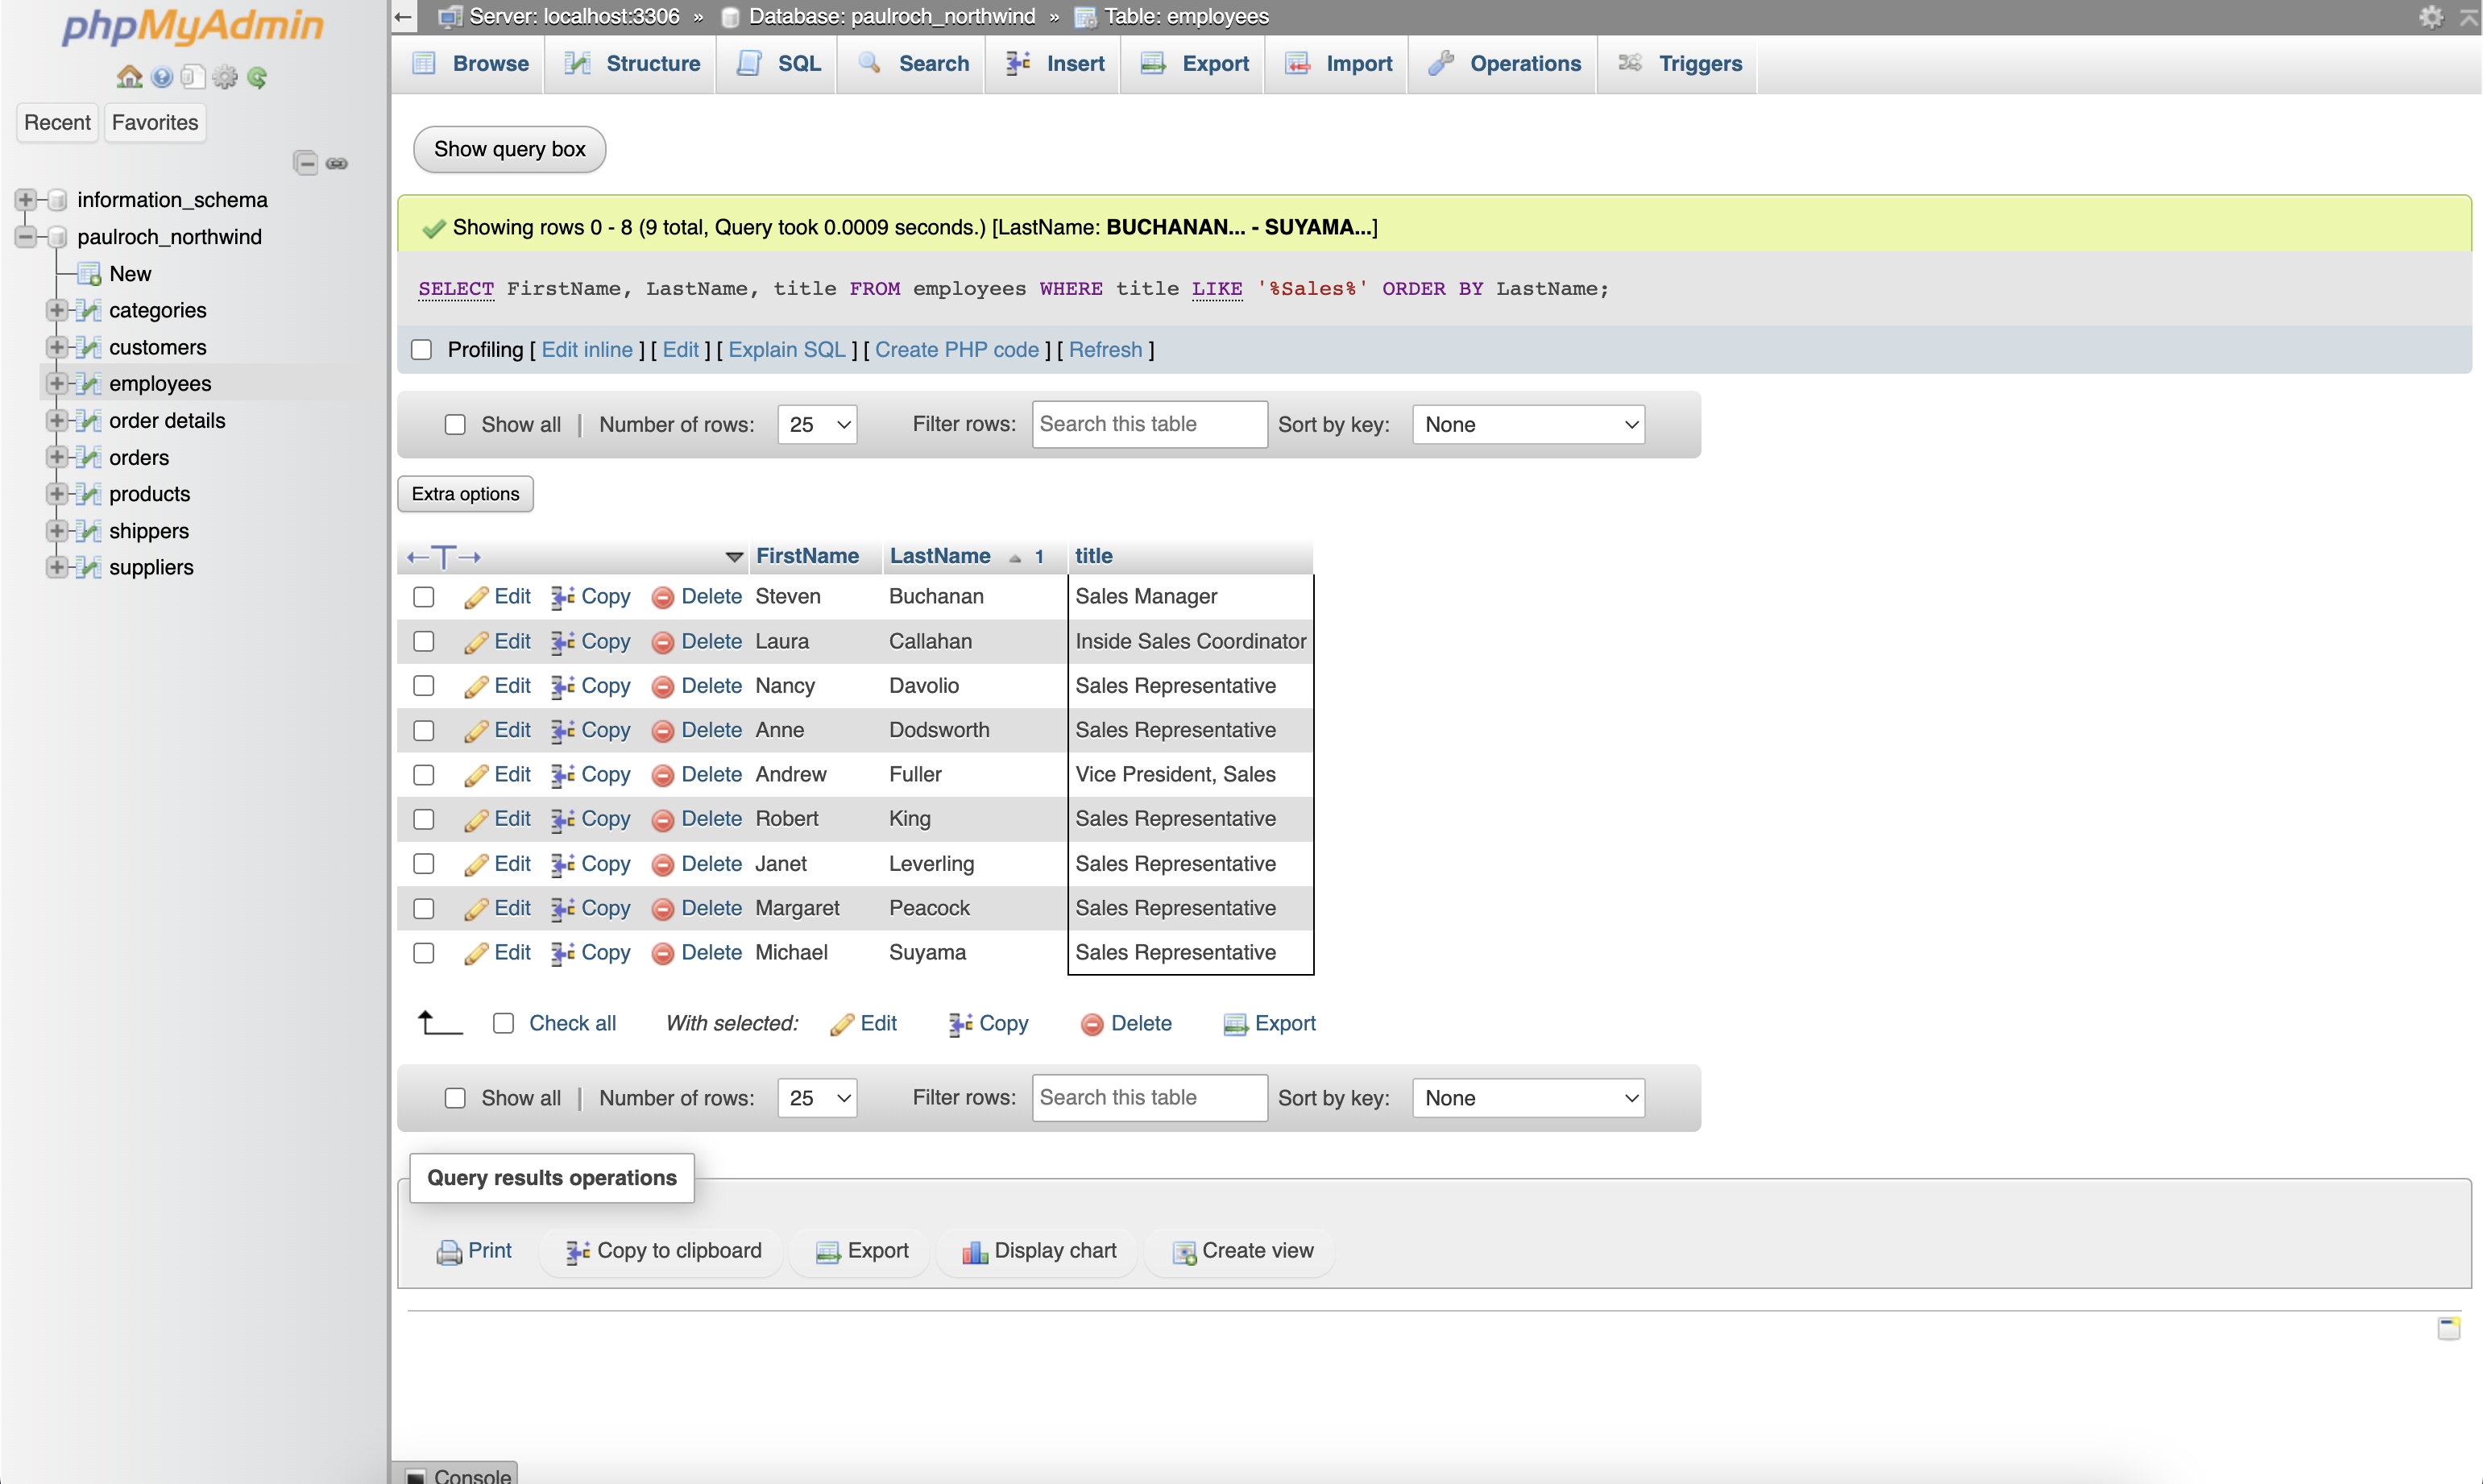 phpMyAdmin
Recent Favorites
information_schema
paulroch_northwind
New
categories
customers
employees
order details
orders
products
shippers
suppliers
Server: localhost:3306 » Database: paulroch_northwind » Table: employees
Browse Structure SQL Search Insert Export Import Operations Triggers
Show query box
Showing rows 0 - 8 (9 total, Query took 0.0009 seconds.) [LastName: BUCHANAN... - SUYAMA...]
SELECT FirstName, LastName, title FROM employees WHERE title LIKE '%Sales%' ORDER BY LastName;
Profiling [ Edit inline ] [ Edit ] [ Explain SQL ] [ Create PHP code ] [ Refresh ]
Show all | Number of rows: 25 Filter rows: Search this table Sort by key: None
Extra options
←T→ FirstName LastName 1 title
Edit Copy Delete Steven Buchanan Sales Manager
Edit Copy Delete Laura Callahan Inside Sales Coordinator
Edit Copy Delete Nancy Davolio Sales Representative
Edit Copy Delete Anne Dodsworth Sales Representative
Edit Copy Delete Andrew Fuller Vice President, Sales
Edit Copy Delete Robert King Sales Representative
Edit Copy Delete Janet Leverling Sales Representative
Edit Copy Delete Margaret Peacock Sales Representative
Edit Copy Delete Michael Suyama Sales Representative
Check all With selected: Edit Copy Delete Export
Show all | Number of rows: 25 Filter rows: Search this table Sort by key: None
Query results operations
Print Copy to clipboard Export Display chart Create view
Console